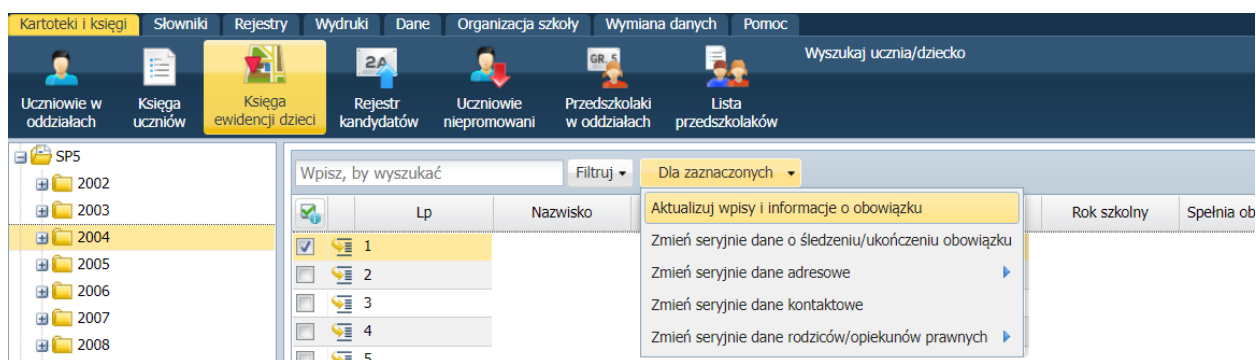 Kartoteki i księgi Słowniki Rejestry Wydruki Dane Organizacja szkoły Wymiana danych Pomoc
2A GR. 5 Wyszukaj ucznia/dziecko
Uczniowie w Księga Księga Rejestr Uczniowie Przedszkolaki Lista
oddziałach uczniów ewidencji dzieci kandydatów niepromowani w oddziałach przedszkolaków
SP5
Wpisz, by wyszukać Filtruj Dla zaznaczonych
2002
2003 Lp Nazwisko Aktualizuj wpisy i informacje o obowiązku Rok szkolny Spełnia ob
2004 1 Zmień seryjnie dane o śledzeniu/ukończeniu obowiązku
2005 2 Zmień seryjnie dane adresowe
2006 3 Zmień seryjnie dane kontaktowe
2007 4 Zmień seryjnie dane rodziców/opiekunów prawnych
2008 5